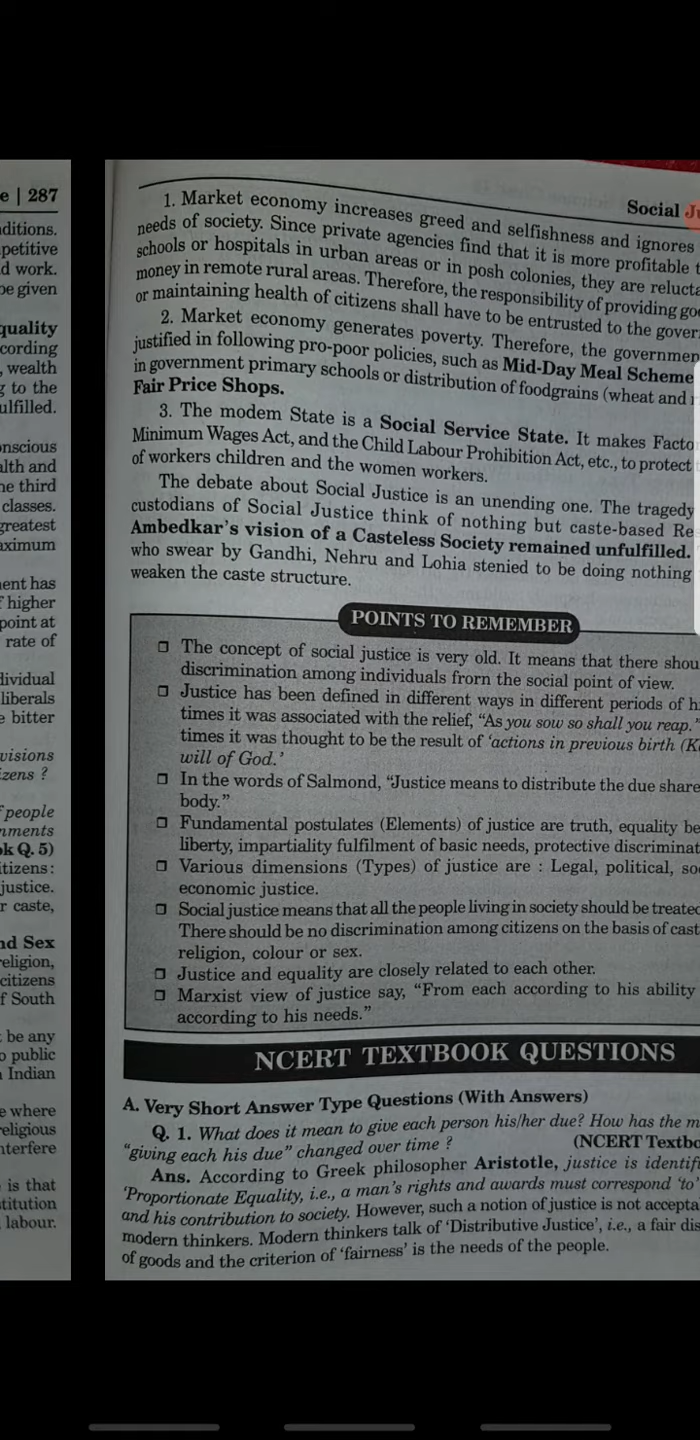 e | 287
ditions.
petitive
d work.
be given
quality
cording
, wealth
g to the
ulfilled.
onscious
alth and
he third
classes.
greatest
aximum
ent has
f higher
point at
rate of
dividual
liberals
e bitter
visions
izens ?
f people
nments
ok Q. 5)
itizens:
justice.
r caste,
nd Sex
religion,
citizens
f South
t be any
o public
a Indian
e where
religious
nterfere
is that
stitution
labour.
Social Ju
1. Market economy increases greed and selfishness and ignores
needs of society. Since private agencies find that it is more profitable t
schools or hospitals in urban areas or in posh colonies, they are relucta
money in remote rural areas. Therefore, the responsibility of providing goo
or maintaining health of citizens shall have to be entrusted to the gover
2. Market economy generates poverty. Therefore, the governmen
justified in following pro-poor policies, such as Mid-Day Meal Scheme
in government primary schools or distribution of foodgrains (wheat and r
Fair Price Shops.
3. The modem State is a Social Service State. It makes Facto
Minimum Wages Act, and the Child Labour Prohibition Act, etc., to protect
of workers children and the women workers.
The debate about Social Justice is an unending one. The tragedy
custodians of Social Justice think of nothing but caste-based Re
Ambedkar's vision of a Casteless Society remained unfulfilled.
who swear by Gandhi, Nehru and Lohia stenied to be doing nothing
weaken the caste structure.
POINTS TO REMEMBER
❑ The concept of social justice is very old. It means that there shou
discrimination among individuals frorn the social point of view.
❑ Justice has been defined in different ways in different periods of h
times it was associated with the relief, “As you sow so shall you reap.”
times it was thought to be the result of ‘actions in previous birth (K
will of God.’
❑ In the words of Salmond, “Justice means to distribute the due share
body.”
❑ Fundamental postulates (Elements) of justice are truth, equality be
liberty, impartiality fulfilment of basic needs, protective discriminat
❑ Various dimensions (Types) of justice are : Legal, political, so
economic justice.
❑ Social justice means that all the people living in society should be treated
There should be no discrimination among citizens on the basis of cast
religion, colour or sex.
❑ Justice and equality are closely related to each other.
❑ Marxist view of justice say, “From each according to his ability
according to his needs.”
NCERT TEXTBOOK QUESTIONS
A. Very Short Answer Type Questions (With Answers)
Q. 1. What does it mean to give each person his/her due? How has the m
“giving each his due” changed over time ? (NCERT Textbo
Ans. According to Greek philosopher Aristotle, justice is identifi
‘Proportionate Equality, i.e., a man's rights and awards must correspond ‘to’
and his contribution to society. However, such a notion of justice is not accepta
modern thinkers. Modern thinkers talk of ‘Distributive Justice’, i.e., a fair dis
of goods and the criterion of ‘fairness’ is the needs of the people.